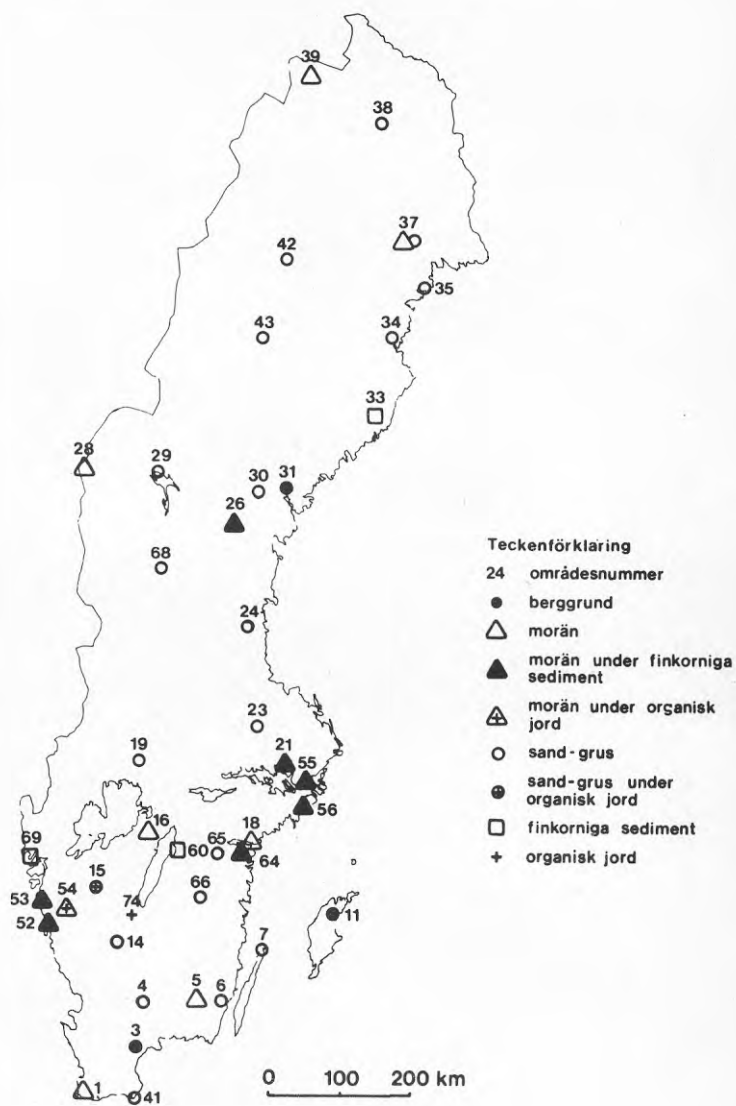 39
38
37
42
35
43
34
33
28
29
30
31
26
68
24
23
21
19
55
56
16
18
69
60
65
64
15
53
54
74
66
52
11
14
7
4
5
6
3
1
41
0 100 200 km
Teckenförklaring
24 områdesnummer
berggrund
morän
morän under finkorniga
sediment
morän under organisk
jord
sand-grus
sand-grus under
organisk jord
finkorniga sediment
organisk jord